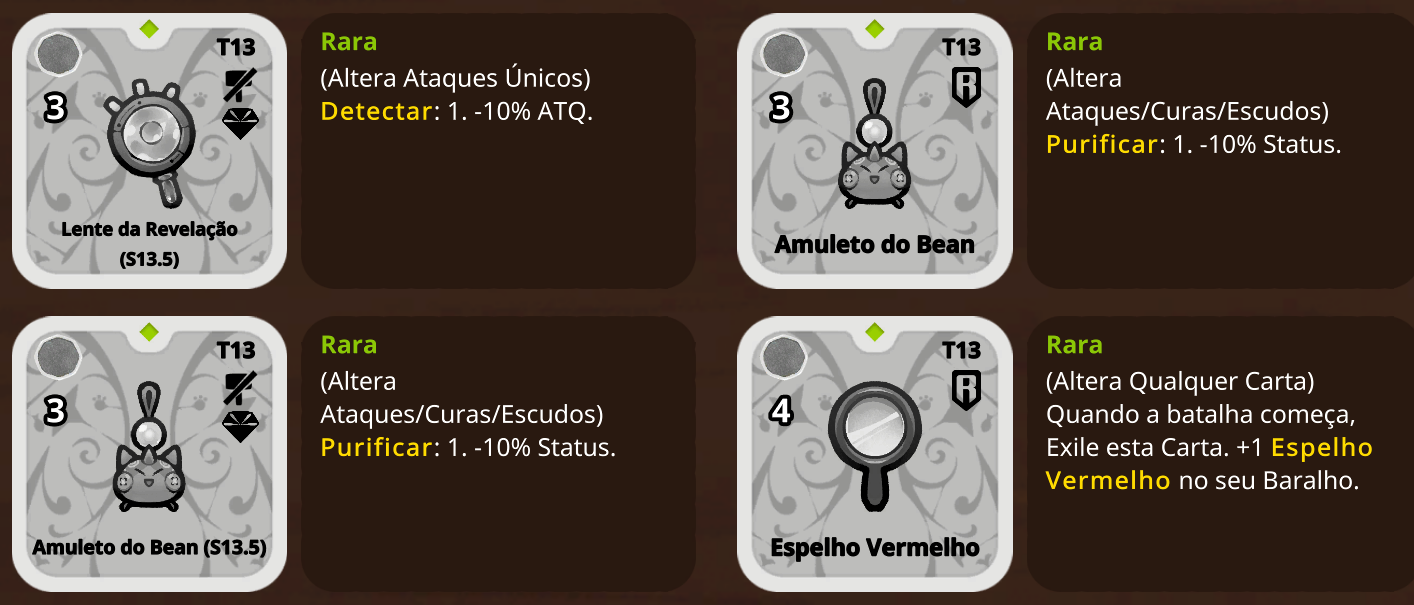 T13
3
Lente da Revelação
(S13.5)
Rara
(Altera Ataques Únicos)
Detectar: 1. -10% ATQ.
T13
3
Amuleto do Bean
Rara
(Altera
Ataques/Curas/Escudos)
Purificar: 1. -10% Status.
T13
3
Amuleto do Bean (S13.5)
Rara
(Altera
Ataques/Curas/Escudos)
Purificar: 1. -10% Status.
T13
4
Espelho Vermelho
Rara
(Altera Qualquer Carta)
Quando a batalha começa,
Exile esta Carta. +1 Espelho
Vermelho no seu Baralho.